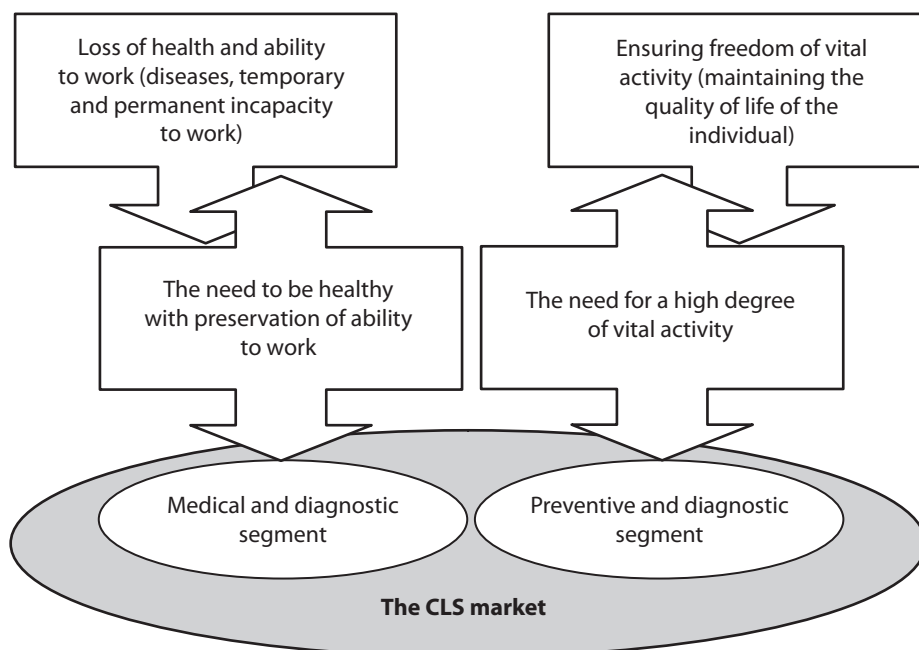 Loss of health and ability
to work (diseases, temporary
and permanent incapacity
to work)
Ensuring freedom of vital
activity (maintaining the
quality of life of the
individual)
The need to be healthy
with preservation of ability
to work
The need for a high degree
of vital activity
Medical and diagnostic
segment
Preventive and diagnostic
segment
The CLS market